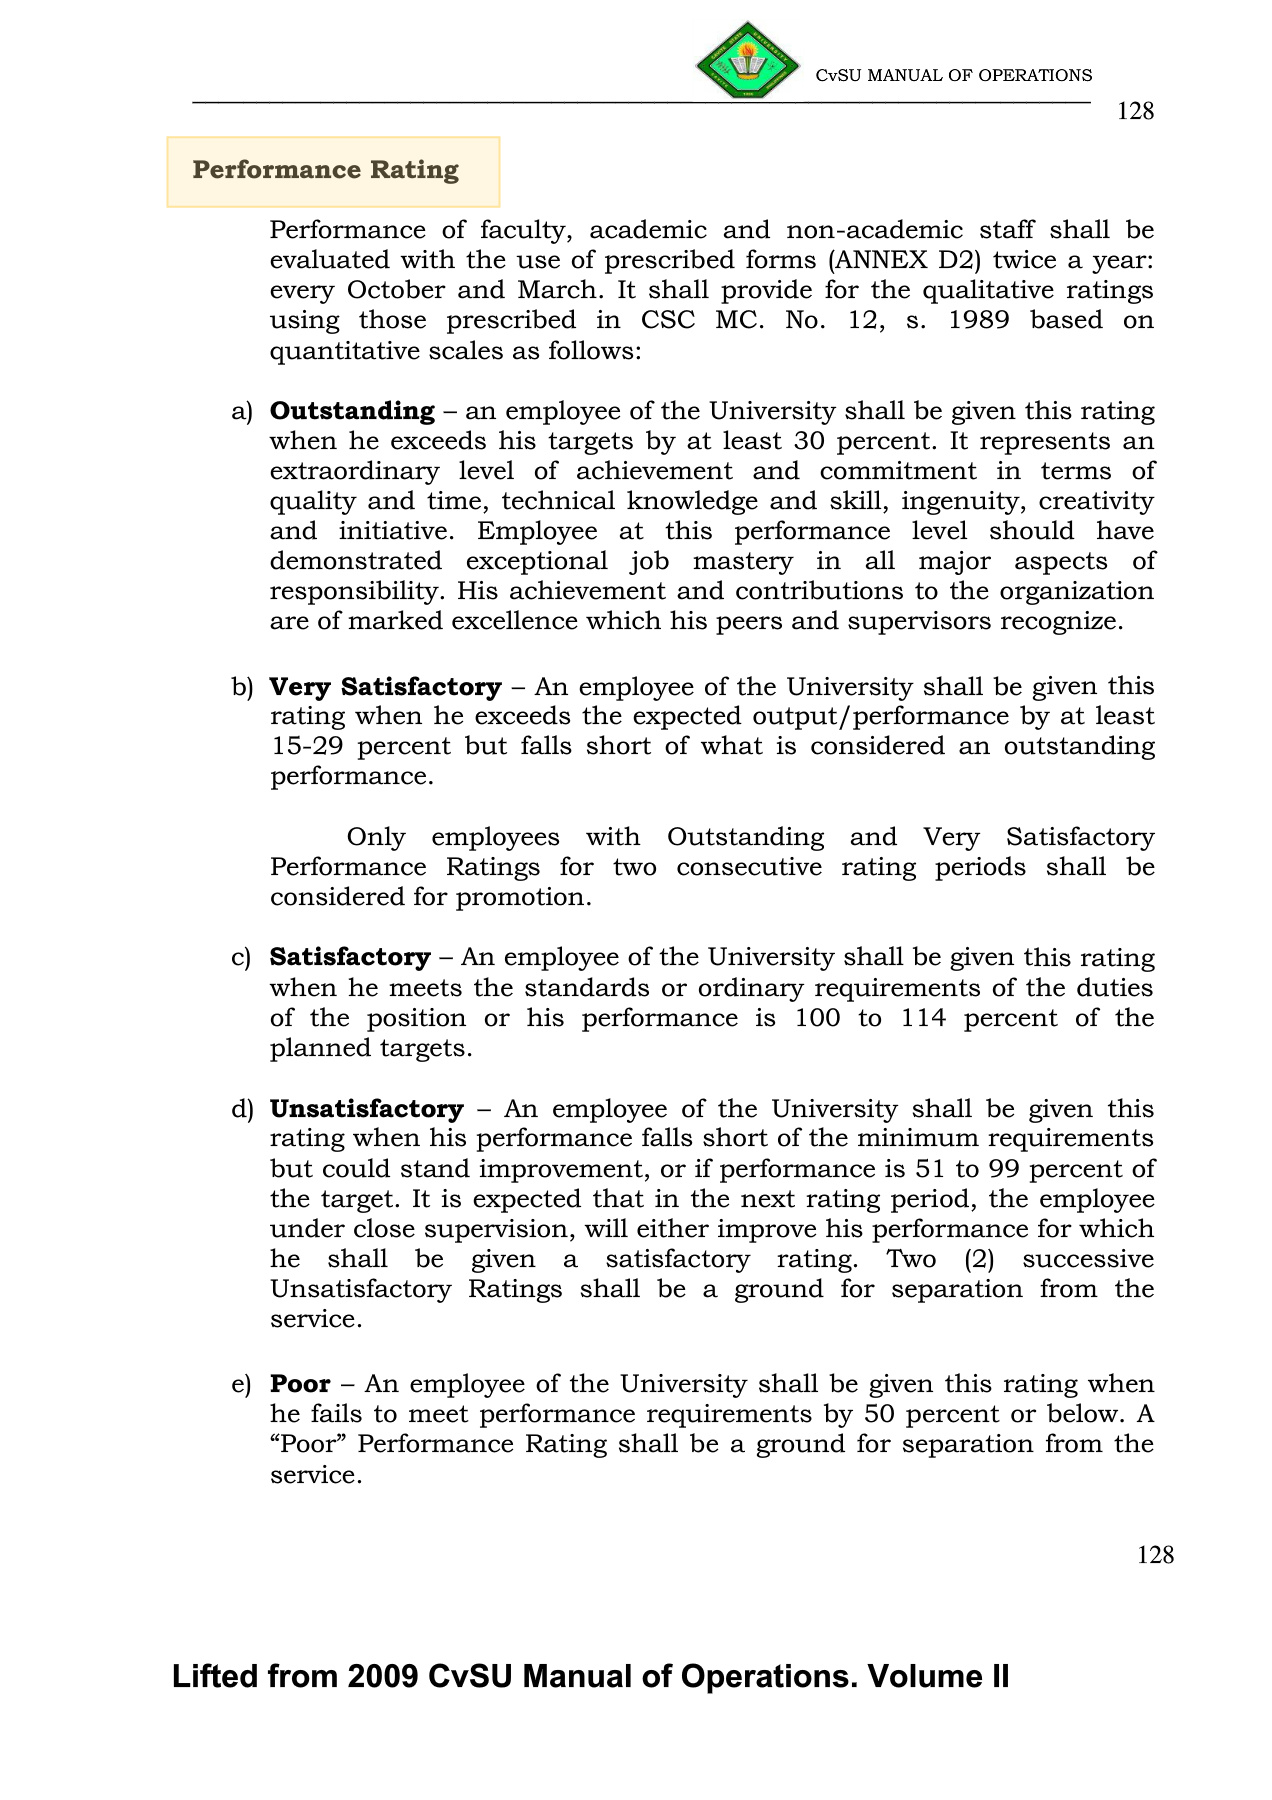 CvSU MANUAL OF OPERATIONS
128
Performance Rating
Performance of faculty, academic and non-academic staff shall be
evaluated with the use of prescribed forms (ANNEX D2) twice a year:
every October and March. It shall provide for the qualitative ratings
using those prescribed in CSC MC. No. 12, s. 1989 based on
quantitative scales as follows:
a) Outstanding – an employee of the University shall be given this rating
when he exceeds his targets by at least 30 percent. It represents an
extraordinary level of achievement and commitment in terms of
quality and time, technical knowledge and skill, ingenuity, creativity
and initiative. Employee at this performance level should have
demonstrated exceptional job mastery in all major aspects of
responsibility. His achievement and contributions to the organization
are of marked excellence which his peers and supervisors recognize.
b) Very Satisfactory – An employee of the University shall be given this
rating when he exceeds the expected output/performance by at least
15-29 percent but falls short of what is considered an outstanding
performance.
Only employees with Outstanding and Very Satisfactory
Performance Ratings for two consecutive rating periods shall be
considered for promotion.
c) Satisfactory – An employee of the University shall be given this rating
when he meets the standards or ordinary requirements of the duties
of the position or his performance is 100 to 114 percent of the
planned targets.
d) Unsatisfactory – An employee of the University shall be given this
rating when his performance falls short of the minimum requirements
but could stand improvement, or if performance is 51 to 99 percent of
the target. It is expected that in the next rating period, the employee
under close supervision, will either improve his performance for which
he shall be given a satisfactory rating. Two (2) successive
Unsatisfactory Ratings shall be a ground for separation from the
service.
e) Poor – An employee of the University shall be given this rating when
he fails to meet performance requirements by 50 percent or below. A
“Poor” Performance Rating shall be a ground for separation from the
service.
128
Lifted from 2009 CvSU Manual of Operations. Volume II